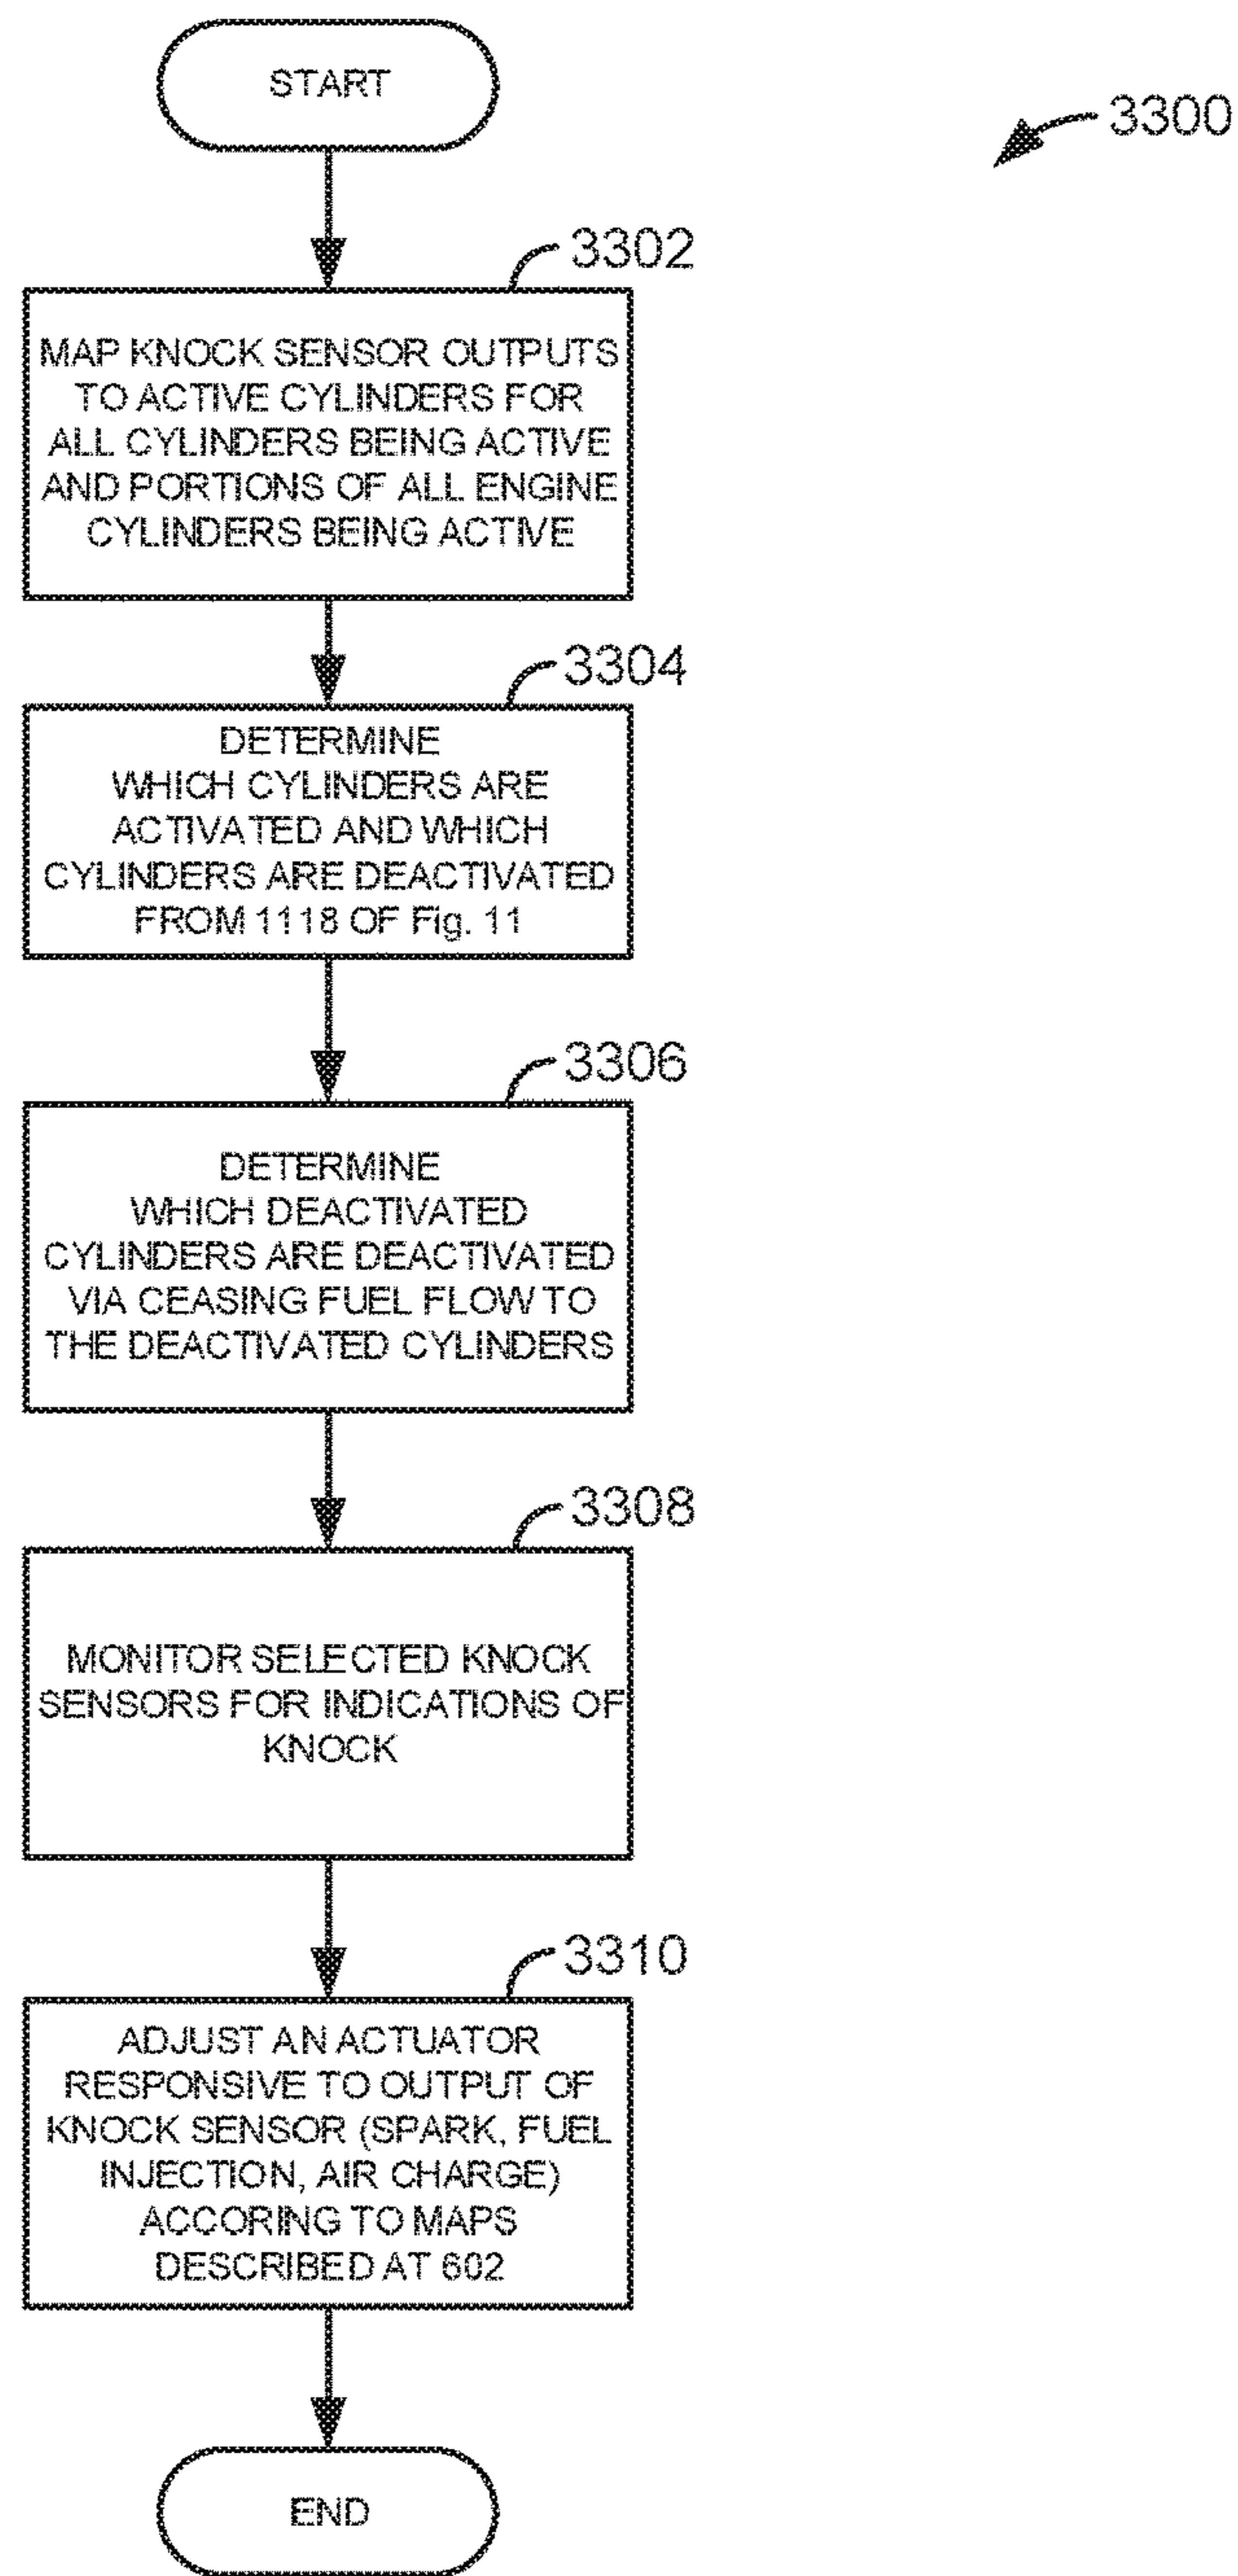 START
3300
3302
MAP KNOCK SENSOR OUTPUTS
TO ACTIVE CYLINDERS FOR
ALL CYLINDERS BEING ACTIVE
AND PORTIONS OF ALL ENGINE
CYLINDERS BEING ACTIVE
3304
DETERMINE
WHICH CYLINDERS ARE
ACTIVATED AND WHICH
CYLINDERS ARE DEACTIVATED
FROM 1118 OF Fig. 11
3306
DETERMINE
WHICH DEACTIVATED
CYLINDERS ARE DEACTIVATED
VIA CEASING FUEL FLOW TO
THE DEACTIVATED CYLINDERS
3308
MONITOR SELECTED KNOCK
SENSORS FOR INDICATIONS OF
KNOCK
3310
ADJUST AN ACTUATOR
RESPONSIVE TO OUTPUT OF
KNOCK SENSOR (SPARK, FUEL
INJECTION, AIR CHARGE)
ACCORING TO MAPS
DESCRIBED AT 602
END